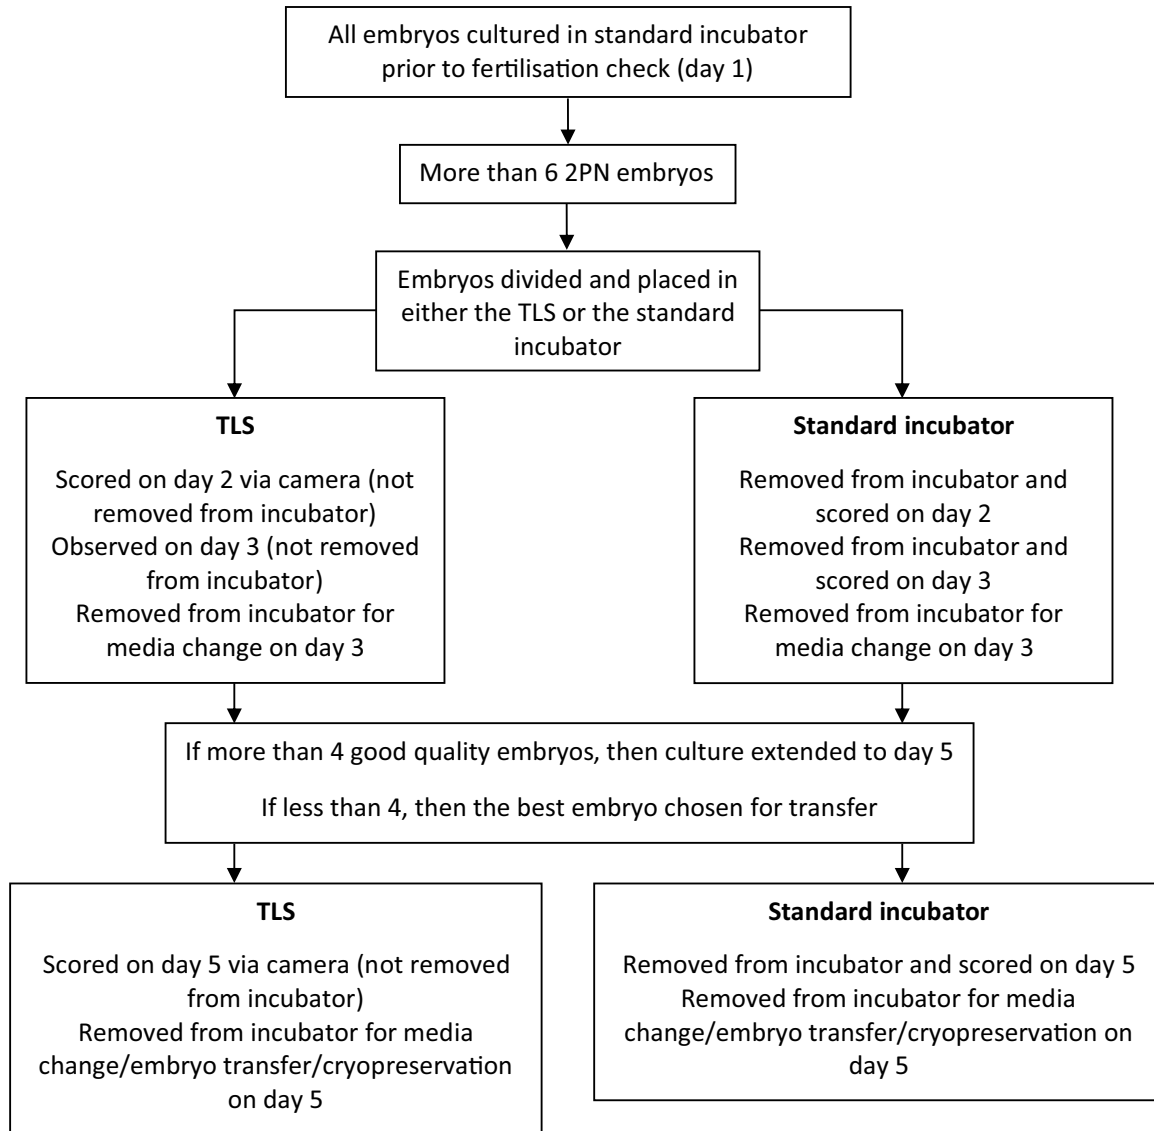 All embryos cultured in standard incubator
prior to fertilisation check (day 1)
More than 6 2PN embryos
Embryos divided and placed in
either the TLS or the standard
incubator
TLS
Scored on day 2 via camera (not
removed from incubator)
Observed on day 3 (not removed
from incubator)
Removed from incubator for
media change on day 3
Standard incubator
Removed from incubator and
scored on day 2
Removed from incubator and
scored on day 3
Removed from incubator for
media change on day 3
If more than 4 good quality embryos, then culture extended to day 5
If less than 4, then the best embryo chosen for transfer
TLS
Scored on day 5 via camera (not removed
from incubator)
Removed from incubator for media
change/embryo transfer/cryopreservation
on day 5
Standard incubator
Removed from incubator and scored on day 5
Removed from incubator for media
change/embryo transfer/cryopreservation on
day 5